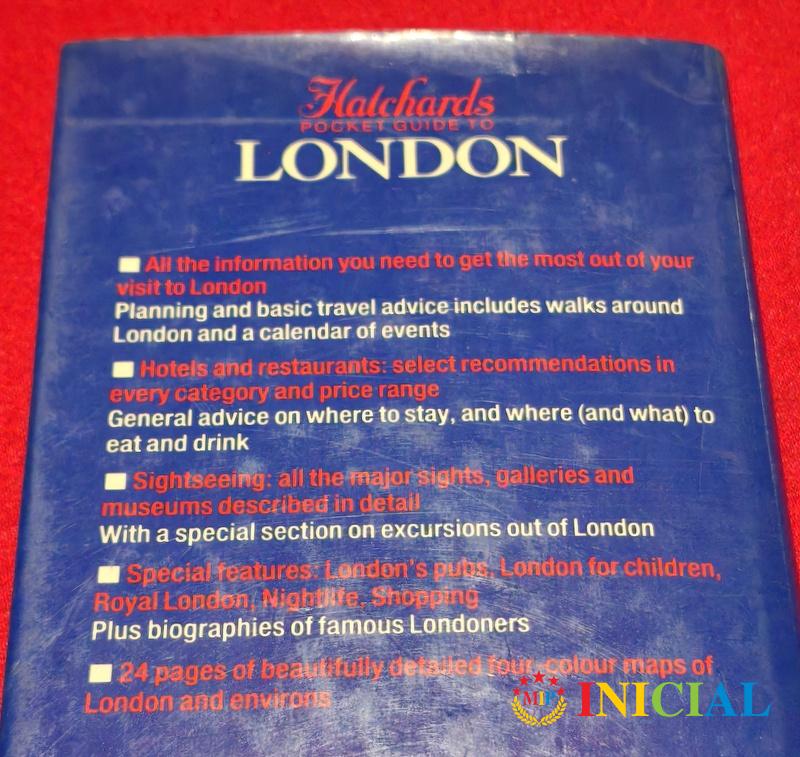 Hatchards
POCKET GUIDE TO
LONDON
All the information you need to get the most out of your
visit to London
Planning and basic travel advice includes walks around
London and a calendar of events
Hotels and restaurants: select recommendations in
every category and price range
General advice on where to stay, and where (and what) to
eat and drink
Sightseeing: all the major sights, galleries and
museums described in detail
With a special section on excursions out of London
Special features: London's pubs, London for children,
Royal London, Nightlife, Shopping
Plus biographies of famous Londoners
24 pages of beautifully detailed four-colour maps of
London and environs
MIP INICIAL